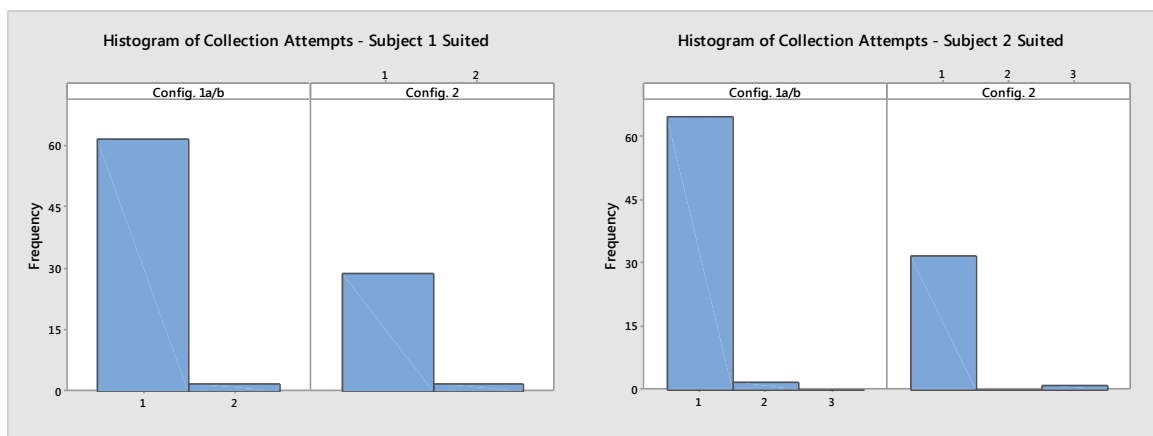 Histogram of Collection Attempts - Subject 1 Suited
1 2
Config. 1a/b Config. 2
60
45
30
15
0
Frequency
1 2
Histogram of Collection Attempts - Subject 2 Suited
1 2 3
Config. 1a/b Config. 2
60
45
30
15
0
Frequency
1 2 3